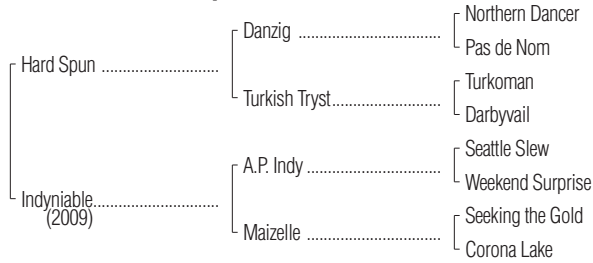 Northern Dancer
Danzig ..............................
Pas de Nom
Hard Spun .........................
Turkoman
Turkish Tryst.......................
Darbyvail
Seattle Slew
A.P. Indy ............................
Weekend Surprise
Indyniable...........................
(2009)
Seeking the Gold
Maizelle ............................
Corona Lake